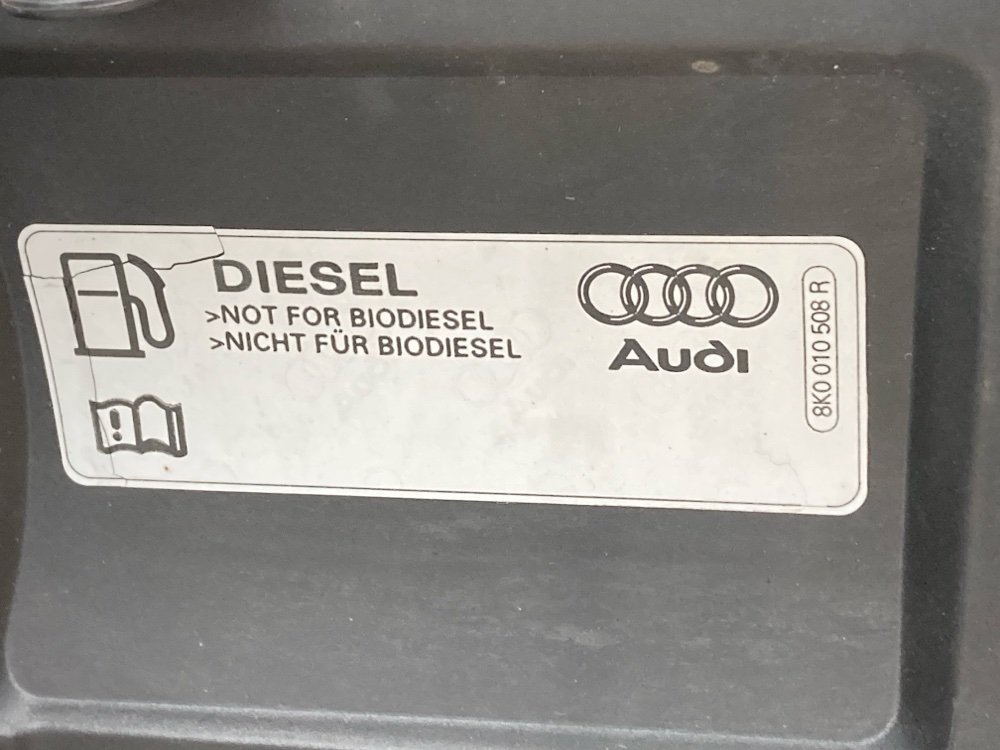 DIESEL
>NOT FOR BIODIESEL
>NICHT FÜR BIODIESEL
Audi
8K0 010 508 R